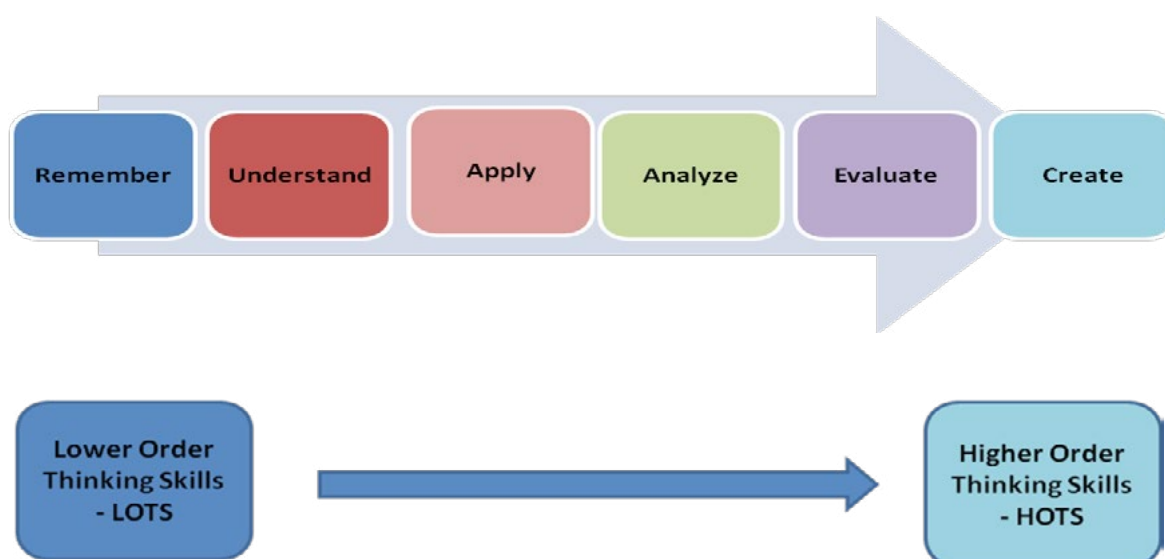 Remember
Understand
Apply
Analyze
Evaluate
Create
Lower Order
Thinking Skills
- LOTS
Higher Order
Thinking Skills
- HOTS